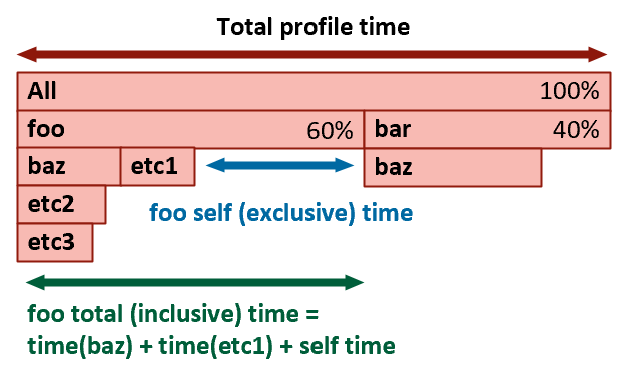 Total profile time
All 100%
foo 60% bar 40%
baz etc1 baz
etc2
foo self (exclusive) time
etc3
foo total (inclusive) time =
time(baz) + time(etc1) + self time